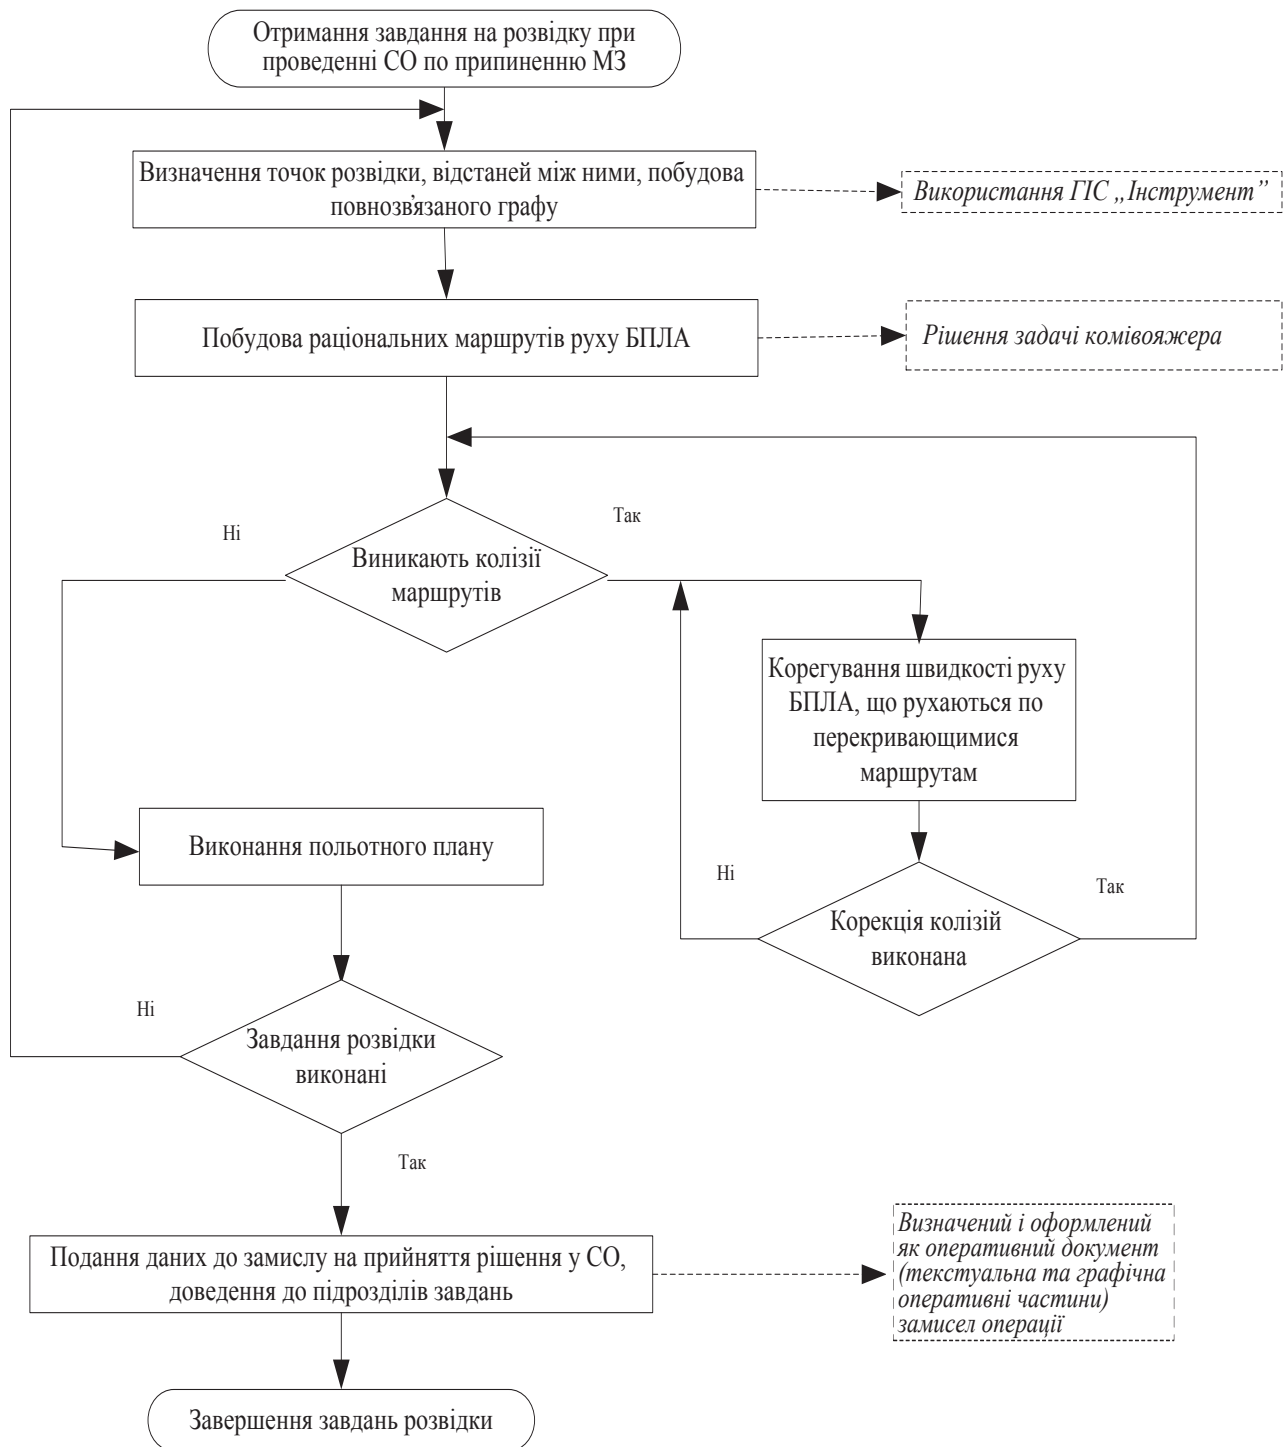 Отримання завдання на розвідку при
проведенні СО по припиненню МЗ
Визначення точок розвідки, відстаней між ними, побудова
повнозв'язаного графу
Використання ГІС „Інструмент”
Побудова раціональних маршрутів руху БПЛА
Рішення задачі комівояжера
Ні
Так
Виникають колізії
маршрутів
Корегування швидкості руху
БПЛА, що рухаються по
перекривающимися
маршрутам
Виконання польотного плану
Ні
Так
Корекція колізій
виконана
Ні
Завдання розвідки
виконані
Так
Подання даних до замислу на прийняття рішення у СО,
доведення до підрозділів завдань
Визначений і оформлений
як оперативний документ
(текстуальна та графічна
оперативні частини)
замисел операції
Завершення завдань розвідки